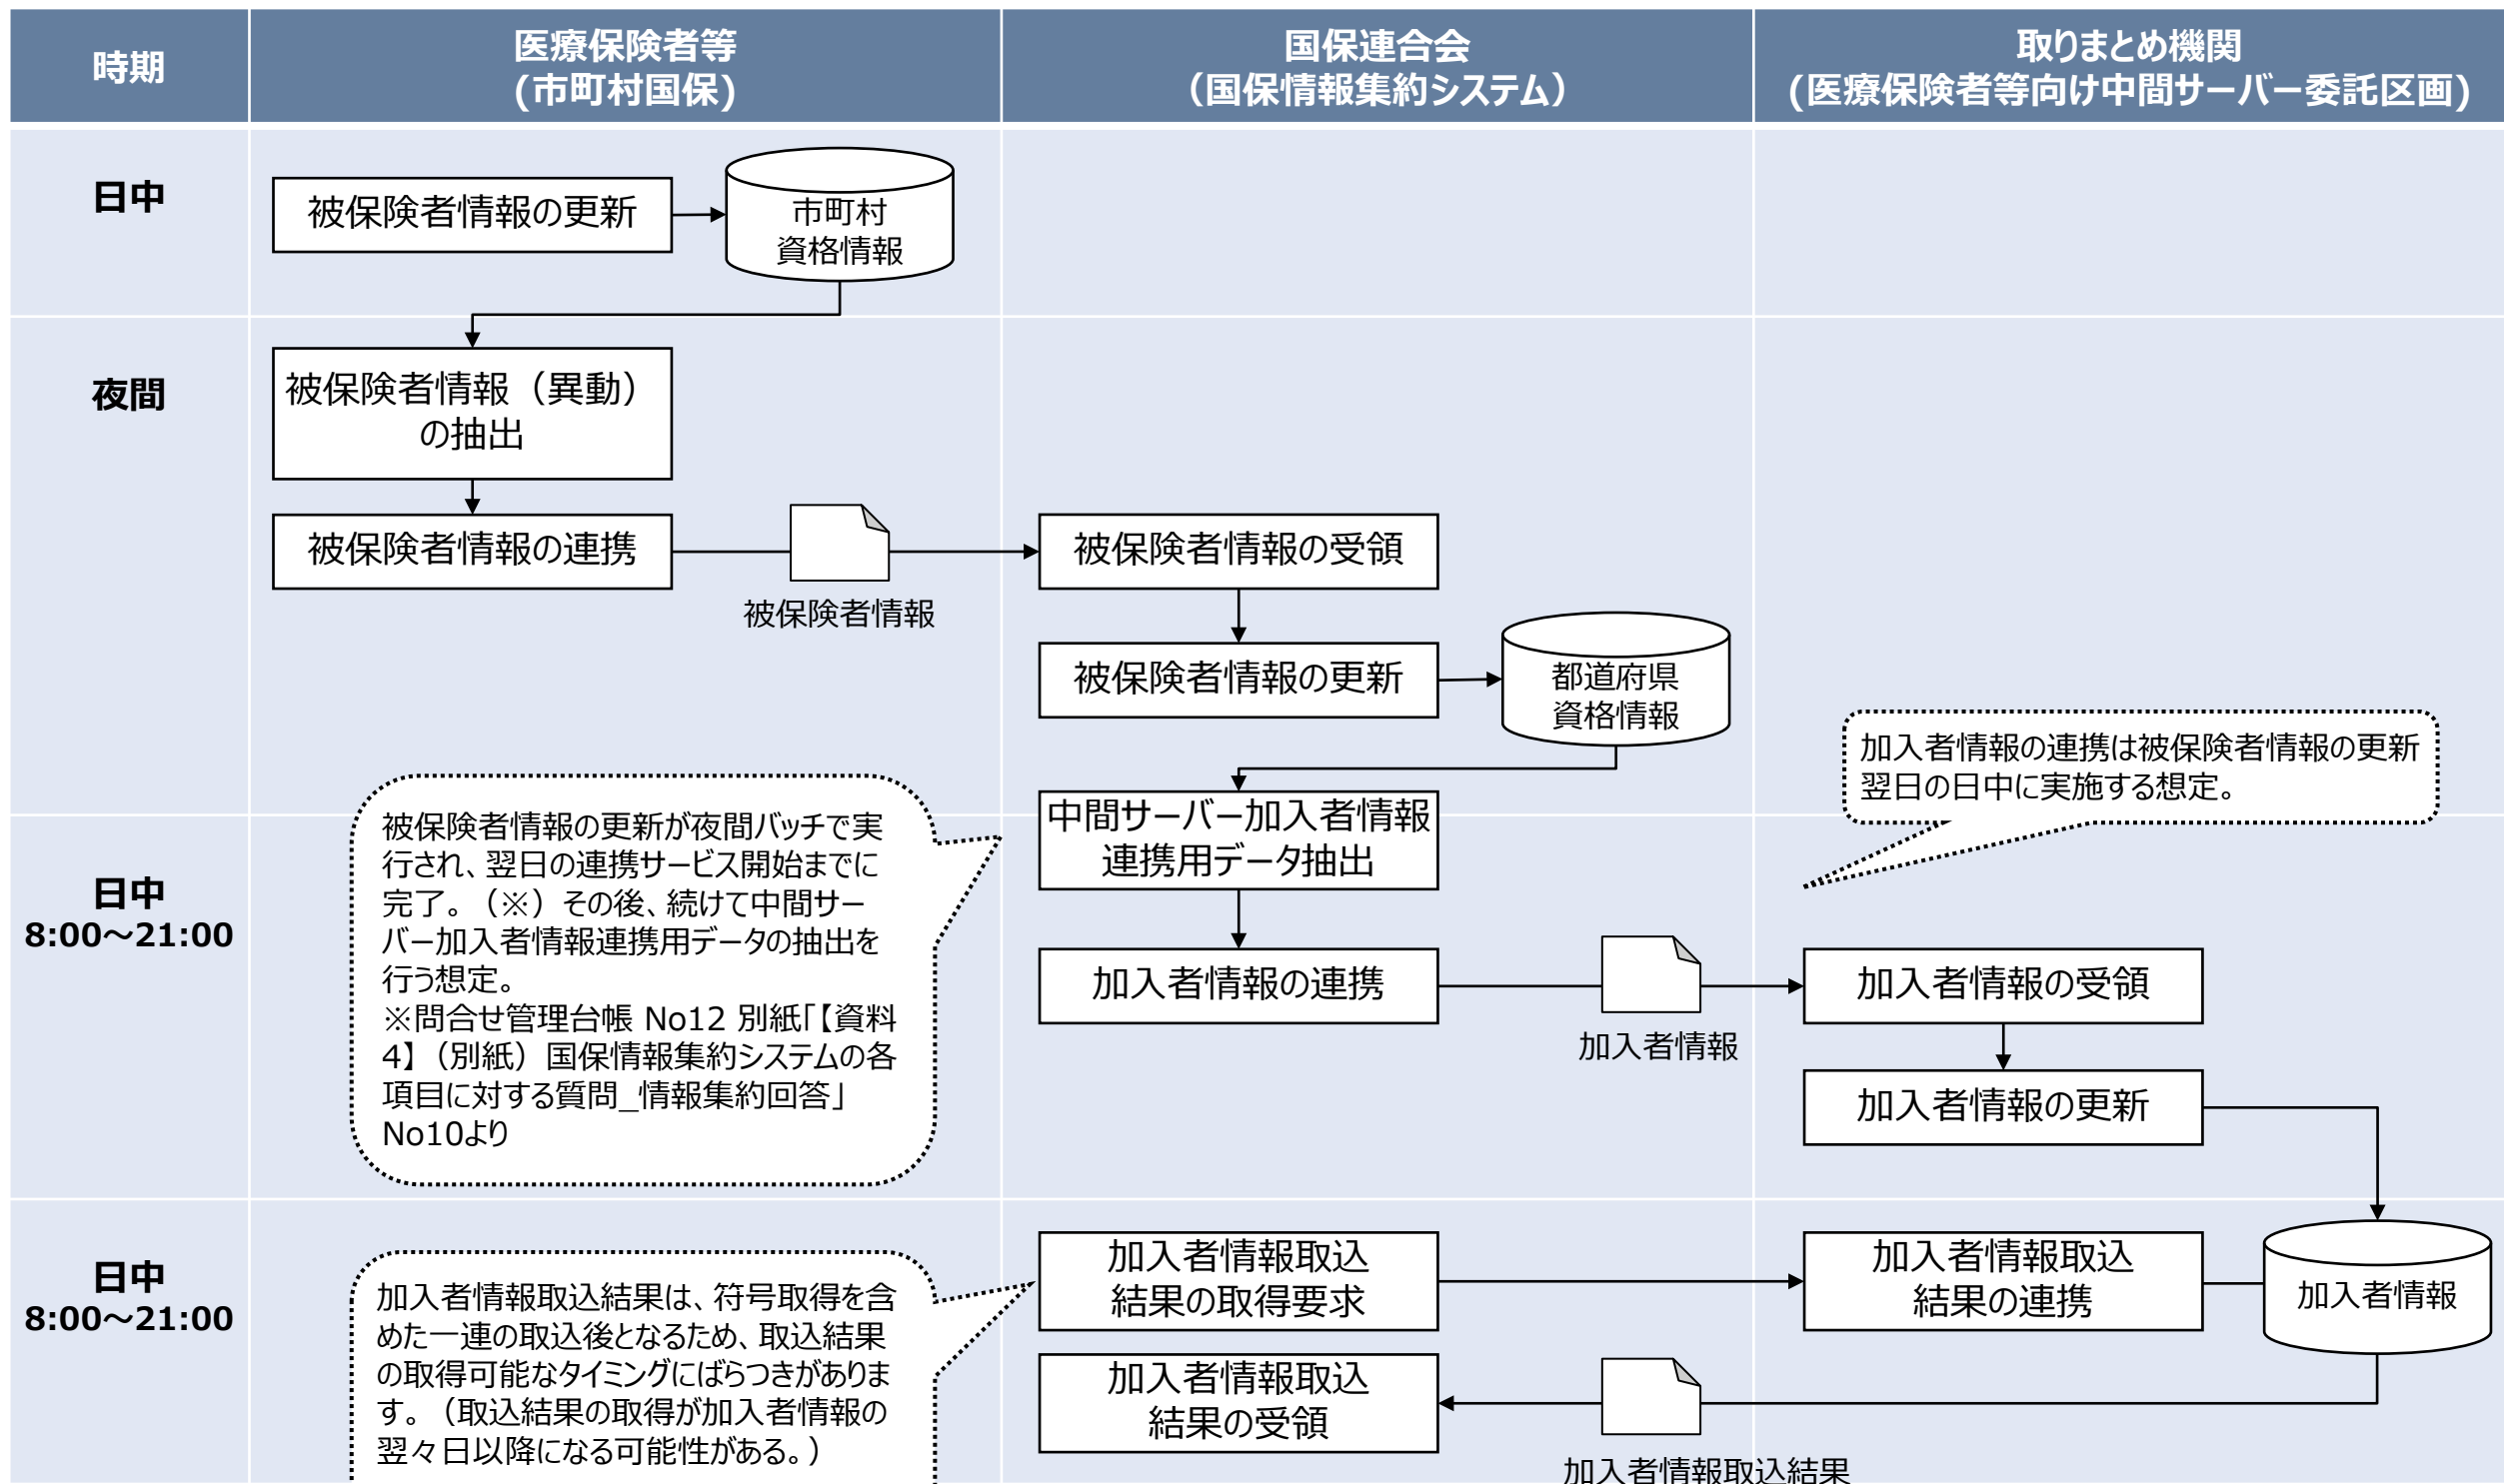 時期
医療保険者等
(市町村国保)
国保連合会
（国保情報集約システム）
取りまとめ機関
(医療保険者等向け中間サーバー委託区画)
日中
被保険者情報の更新
市町村
資格情報
夜間
被保険者情報（異動）
の抽出
被保険者情報の連携
被保険者情報
被保険者情報の受領
被保険者情報の更新
都道府県
資格情報
加入者情報の連携は被保険者情報の更新
翌日の日中に実施する想定。
中間サーバー加入者情報
連携用データ抽出
日中
8:00～21:00
被保険者情報の更新が夜間バッチで実
行され、翌日の連携サービス開始までに
完了。（※）その後、続けて中間サー
バー加入者情報連携用データの抽出を
行う想定。
※問合せ管理台帳 No12 別紙「【資料
4】（別紙）国保情報集約システムの各
項目に対する質問_情報集約回答」
No10より
加入者情報の連携
加入者情報
加入者情報の受領
加入者情報の更新
日中
8:00～21:00
加入者情報取込結果は、符号取得を含
めた一連の取込後となるため、取込結果
の取得可能なタイミングにばらつきがありま
す。（取込結果の取得が加入者情報の
翌々日以降になる可能性がある。）
加入者情報取込
結果の取得要求
加入者情報取込
結果の連携
加入者情報
加入者情報取込
結果の受領
加入者情報取込結果